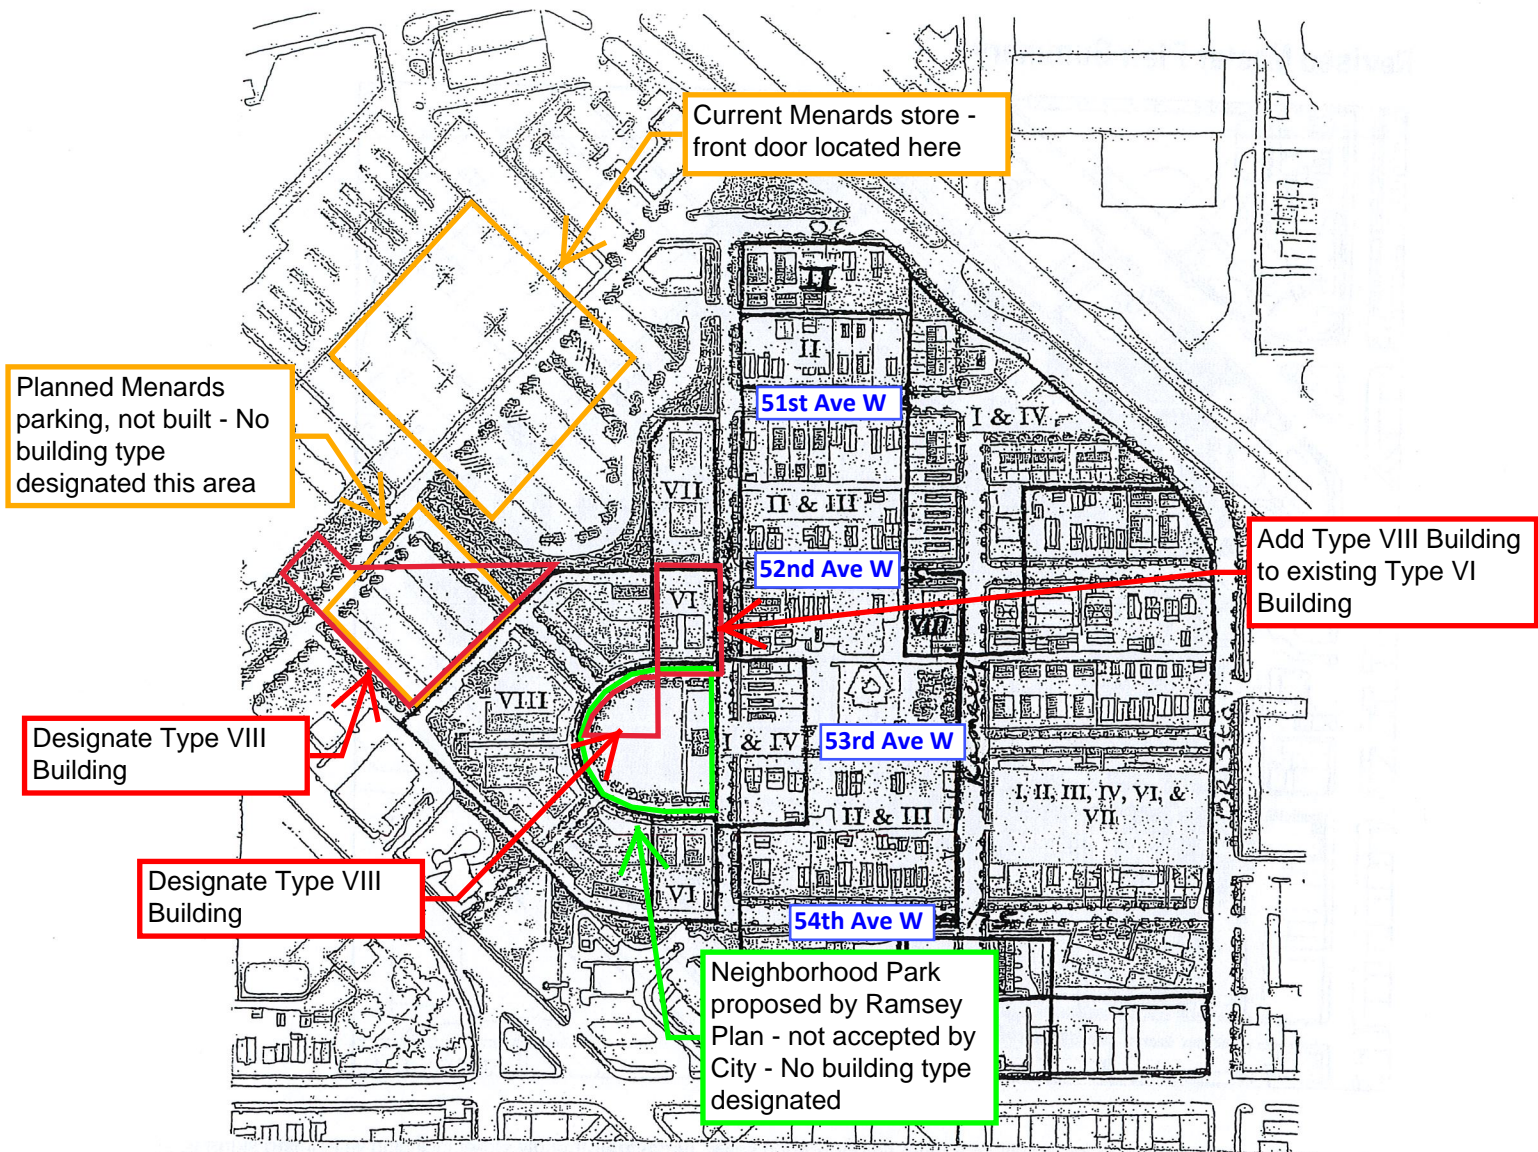 Current Menards store -
front door located here
II
II
51st Ave W
I & IV
Planned Menards
parking, not built - No
building type
designated this area
VII
II & III
52nd Ave W
Add Type VIII Building
to existing Type VI
Building
VI
VIII
VIII
Ramsey
Designate Type VIII
Building
I & IV
53rd Ave W
BRISTOL
I, II, III, IV, VI, &
VII
II & III
Designate Type VIII
Building
VI
54th Ave W
Neighborhood Park
proposed by Ramsey
Plan - not accepted by
City - No building type
designated